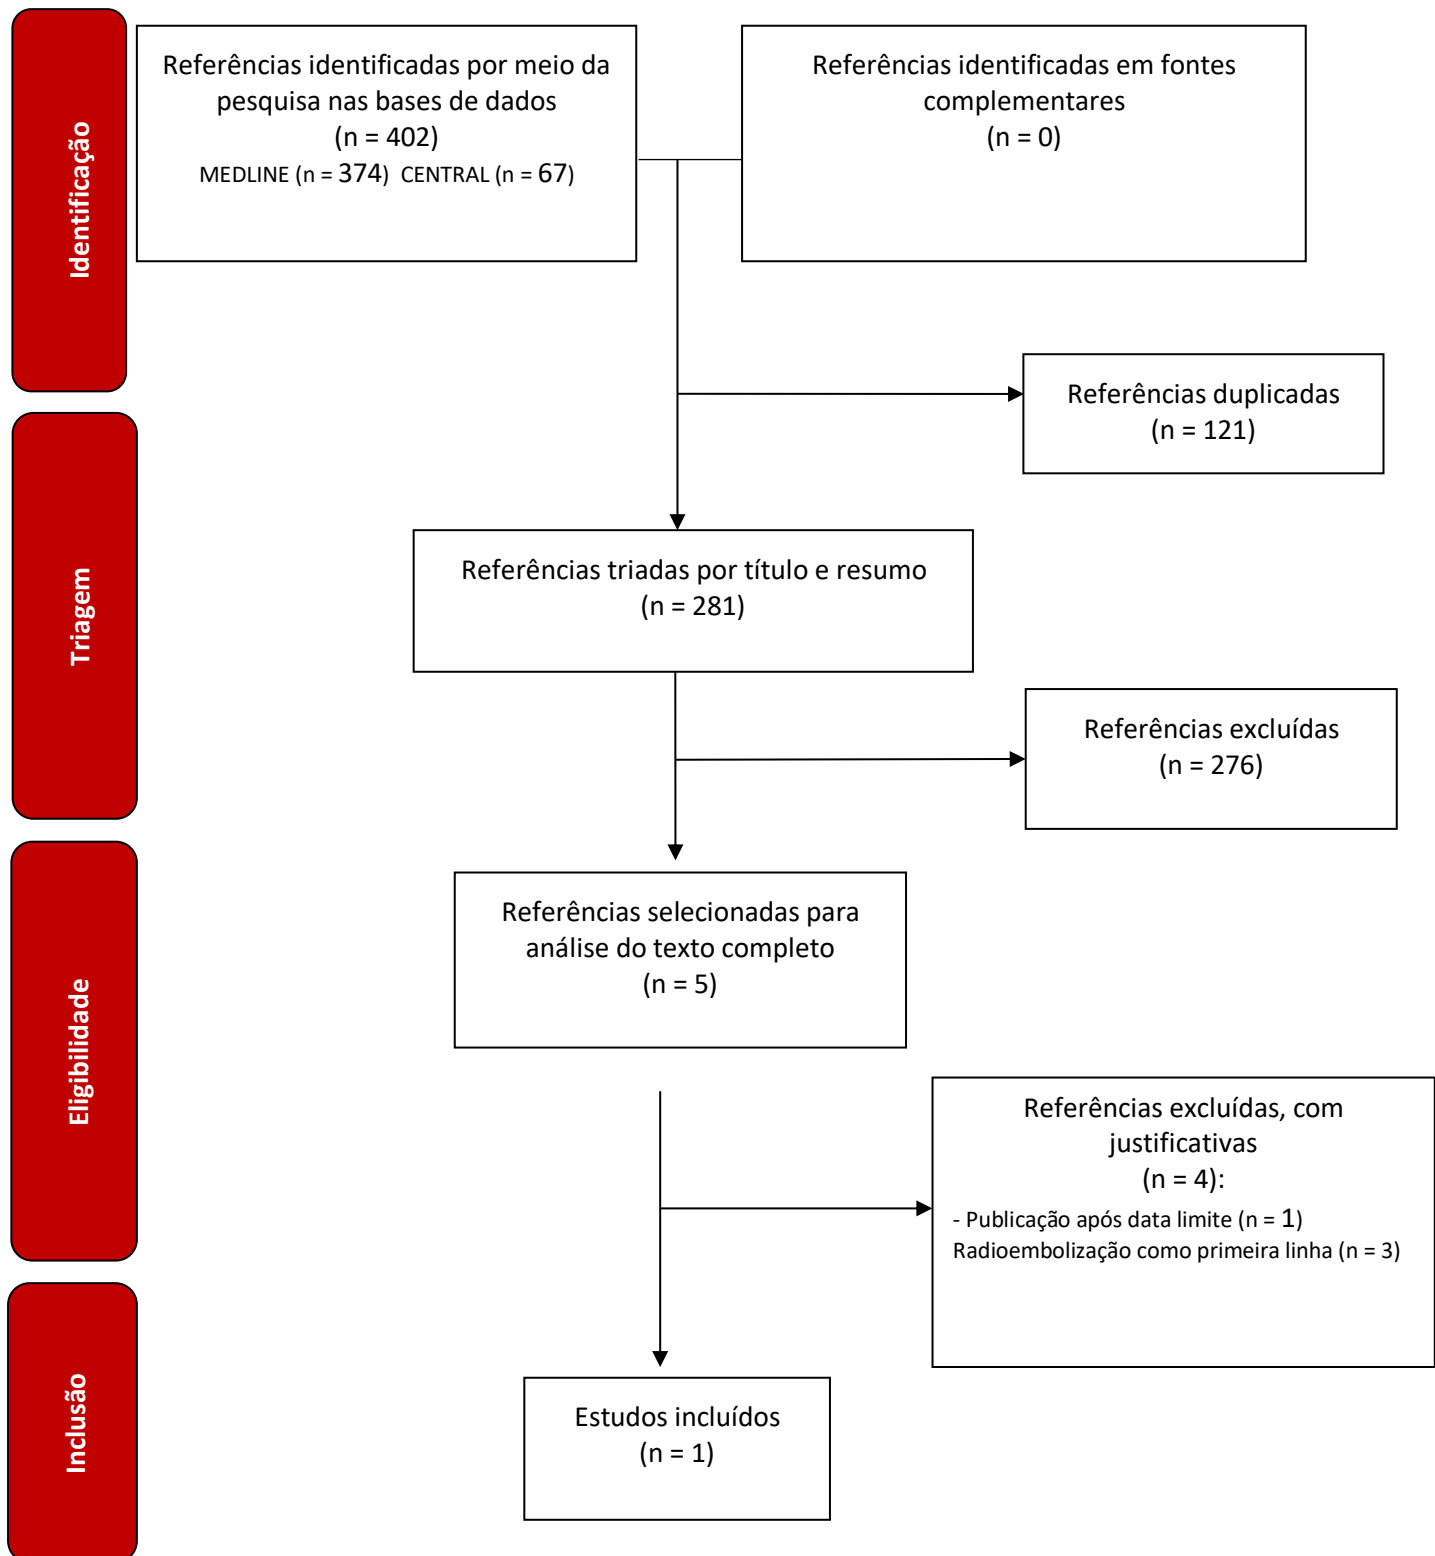 Identificação
Referências identificadas por meio da
pesquisa nas bases de dados
(n = 402)
MEDLINE (n = 374) CENTRAL (n = 67)
Referências identificadas em fontes
complementares
(n = 0)
Referências duplicadas
(n = 121)
Triagem
Referências triadas por título e resumo
(n = 281)
Referências excluídas
(n = 276)
Eligibilidade
Referências selecionadas para
análise do texto completo
(n = 5)
Referências excluídas, com
justificativas
(n = 4):
- Publicação após data limite (n = 1)
Radioembolização como primeira linha (n = 3)
Inclusão
Estudos incluídos
(n = 1)